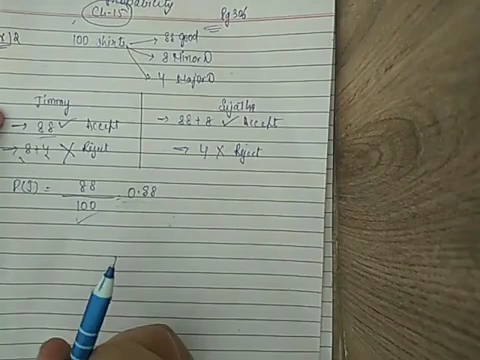 Probability
Ch-15
Pg 306
100 shirts → 88 good
→ 8 Minor D
→ 4 Major D
Jimmy
→ 88 ✓ Accept
→ 8+4 ✗ Reject
Sujatha
→ 88+8 ✓ Accept
→ 4 ✗ Reject
P(J) = 88/100 = 0.88